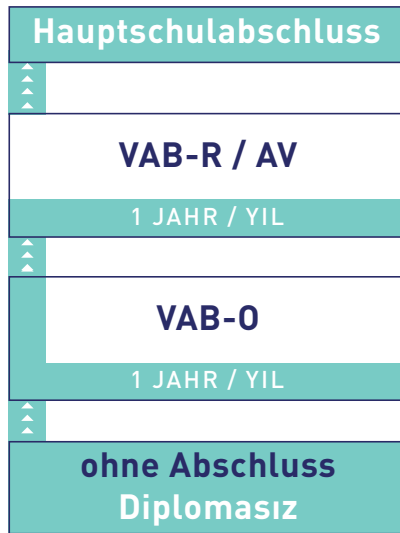 Hauptschulabschluss
VAB-R / AV
1 JAHR / YIL
VAB-O
1 JAHR / YIL
ohne Abschluss
Diplomasız